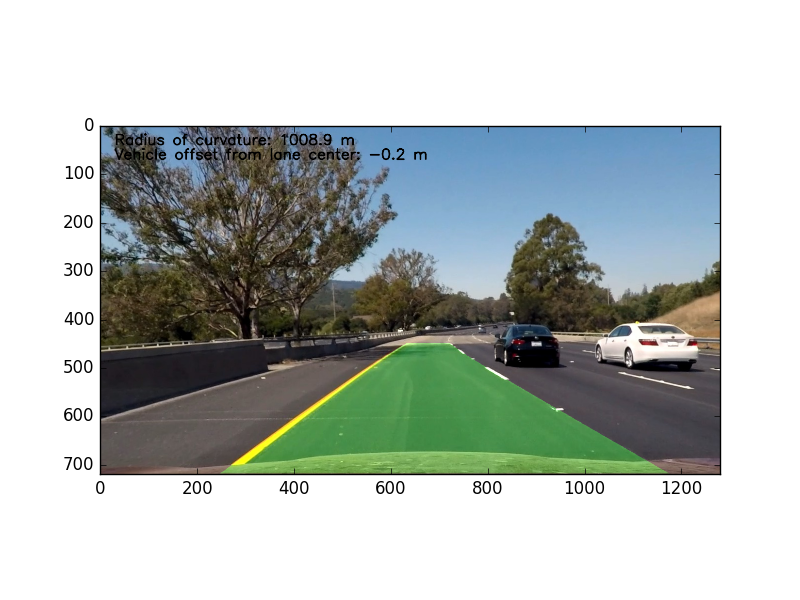 Radius of curvature: 1008.9 m
Vehicle offset from lane center: −0.2 m
0
100
200
300
400
500
600
700
0 200 400 600 800 1000 1200